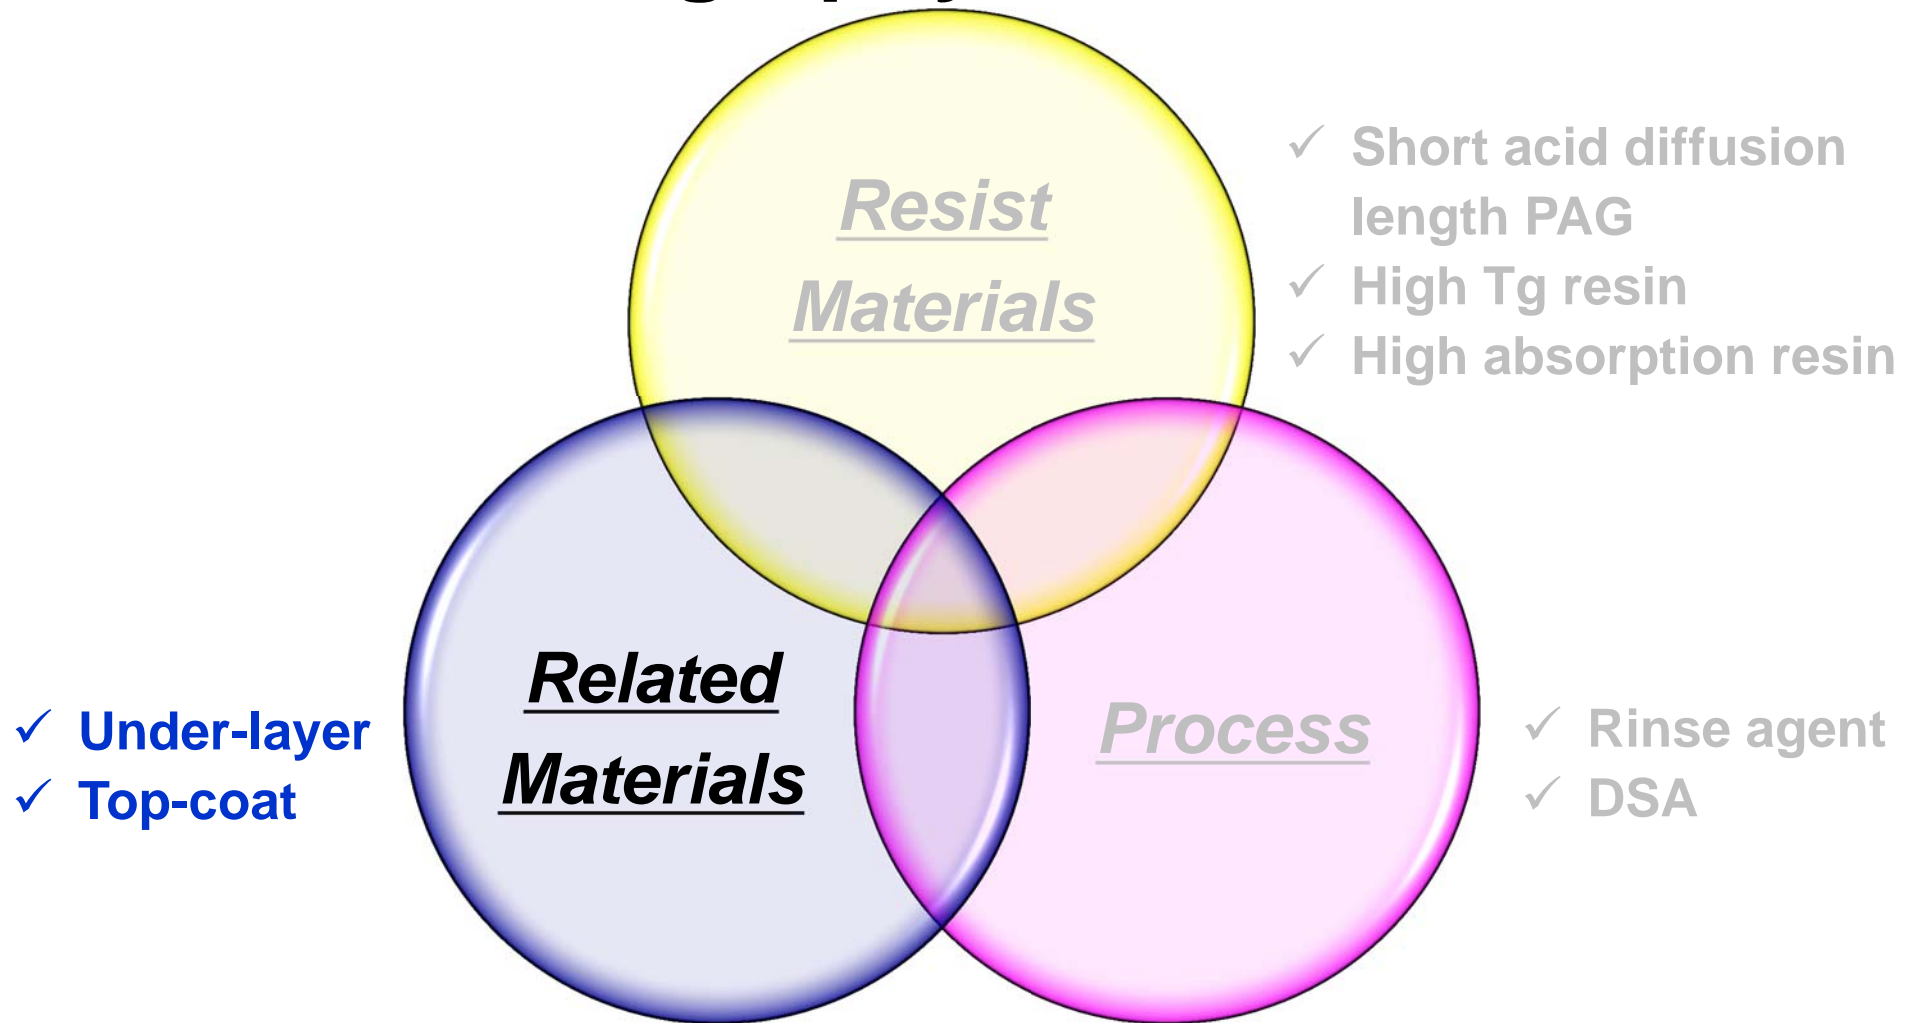 Resist
Materials
✓ Short acid diffusion
length PAG
✓ High Tg resin
✓ High absorption resin
Related
Materials
✓ Under-layer
✓ Top-coat
Process
✓ Rinse agent
✓ DSA